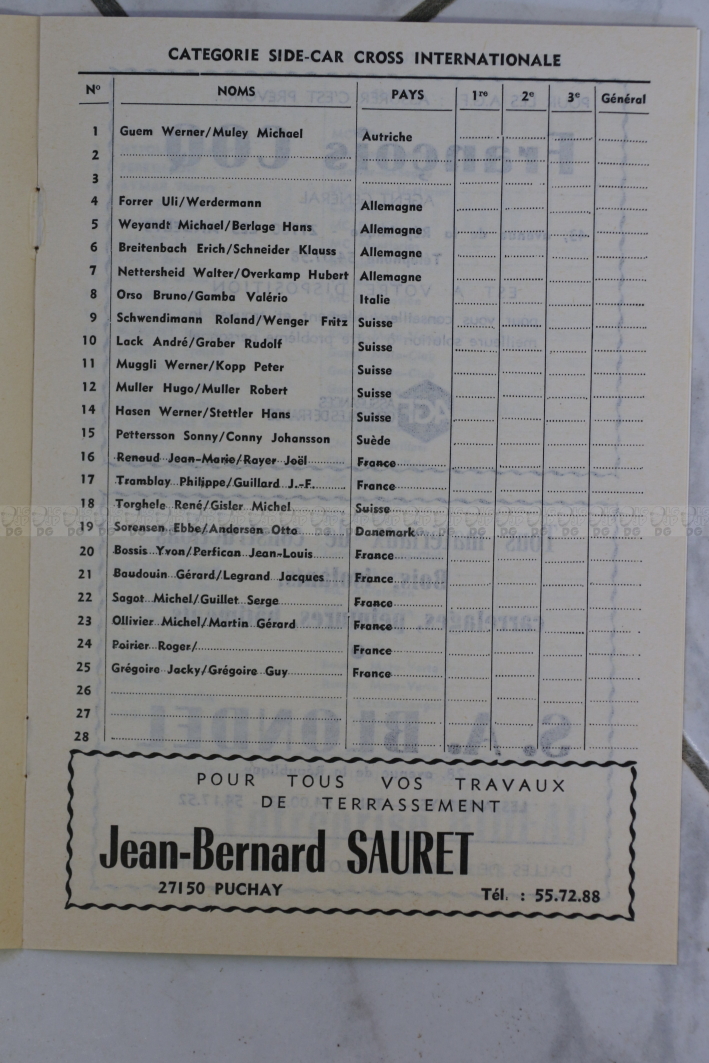 CATEGORIE SIDE-CAR CROSS INTERNATIONALE
N° NOMS PAYS 1re 2e 3e Général
1 Guem Werner/Muley Michael Autriche
2
3
4 Forrer Uli/Werdermann Allemagne
5 Weyandt Michael/Berlage Hans Allemagne
6 Breitenbach Erich/Schneider Klauss Allemagne
7 Nettersheid Walter/Overkamp Hubert Allemagne
8 Orso Bruno/Gamba Valério Italie
9 Schwendimann Roland/Wenger Fritz Suisse
10 Lack André/Graber Rudolf Suisse
11 Muggli Werner/Kopp Peter Suisse
12 Muller Hugo/Muller Robert Suisse
14 Hasen Werner/Stettler Hans Suisse
15 Pettersson Sonny/Conny Johansson Suède
16 Renaud Jean-Marie/Rayer Joël France
17 Tramblay Philippe/Guillard J.-F. France
18 Torghele René/Gisler Michel Suisse
19 Sorensen Ebbe/Andersen Otto Danemark
20 Bossis Yvon/Perfican Jean-Louis France
21 Baudouin Gérard/Legrand Jacques France
22 Sagot Michel/Guillet Serge France
23 Ollivier Michel/Martin Gérard France
24 Poirier Roger/ France
25 Grégoire Jacky/Grégoire Guy France
26
27
28
POUR TOUS VOS TRAVAUX
DE TERRASSEMENT
Jean-Bernard SAURET
27150 PUCHAY Tél. : 55.72.88